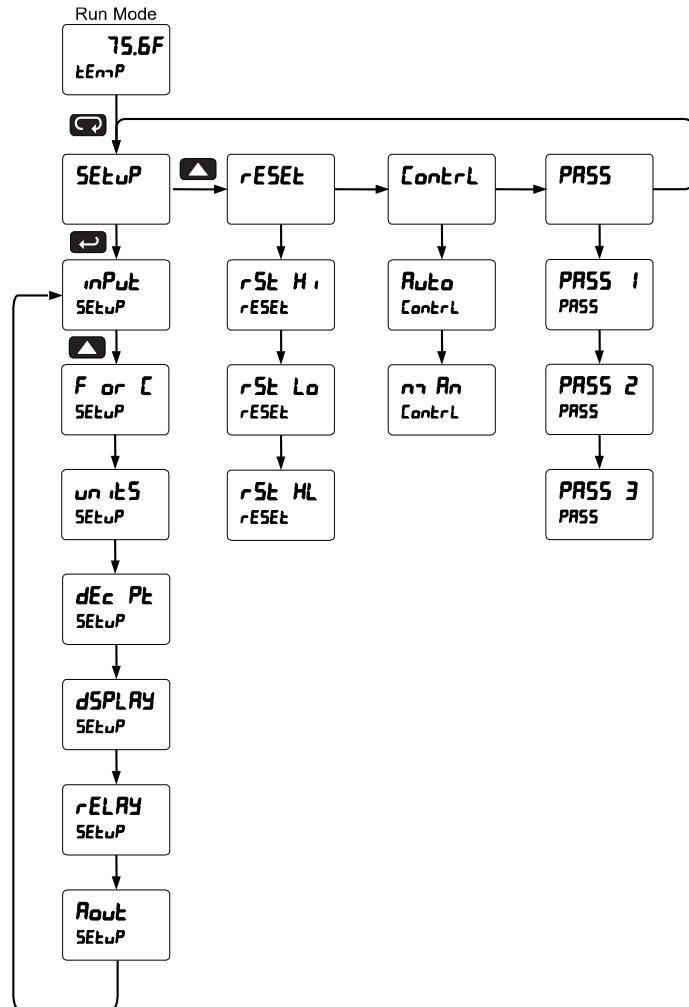 Run Mode
75.6F
tEmP
SEtuP
rESEt
ContrL
PASS
inPut
SEtuP
rSt Hi
rESEt
Auto
ContrL
PASS 1
PASS
F or C
SEtuP
rSt Lo
rESEt
mAn
ContrL
PASS 2
PASS
unitS
SEtuP
rSt HL
rESEt
PASS 3
PASS
dEc Pt
SEtuP
dSPLAY
SEtuP
rELAY
SEtuP
Aout
SEtuP